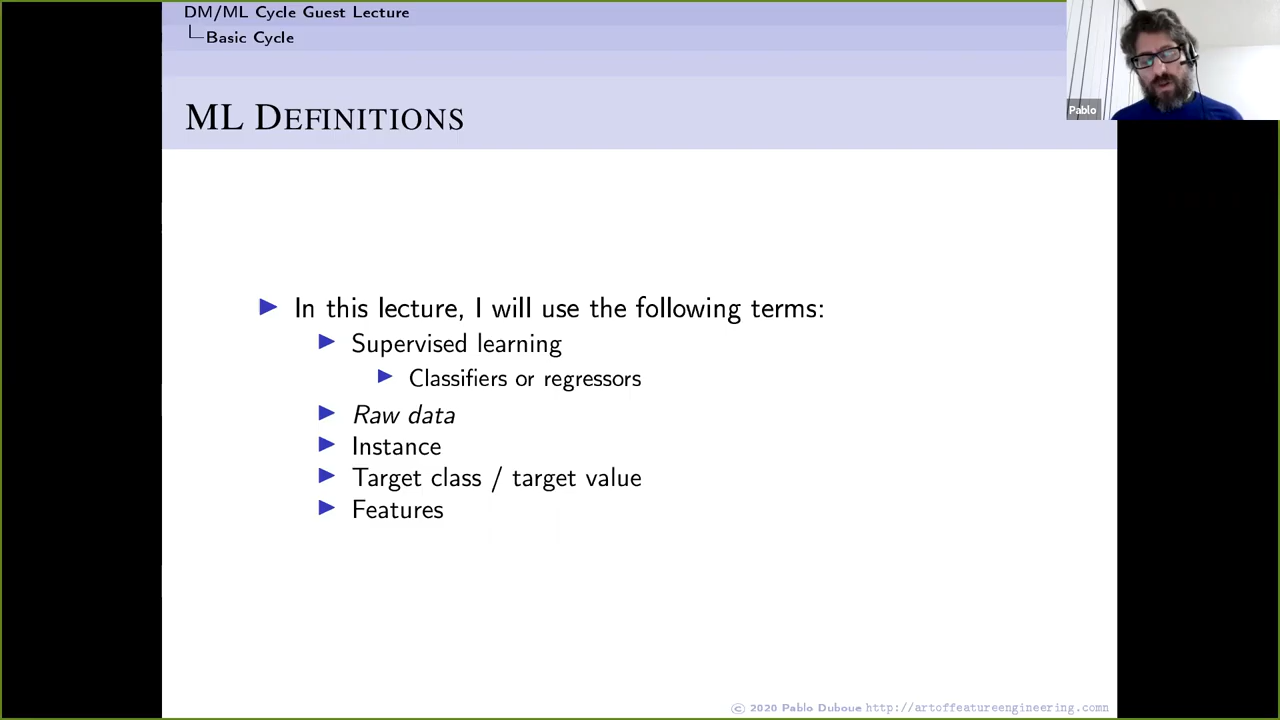 DM/ML Cycle Guest Lecture
Basic Cycle
ML DEFINITIONS
Pablo
In this lecture, I will use the following terms:
Supervised learning
Classifiers or regressors
Raw data
Instance
Target class / target value
Features
© 2020 Pablo Duboue http://artoffeatureengineering.comn